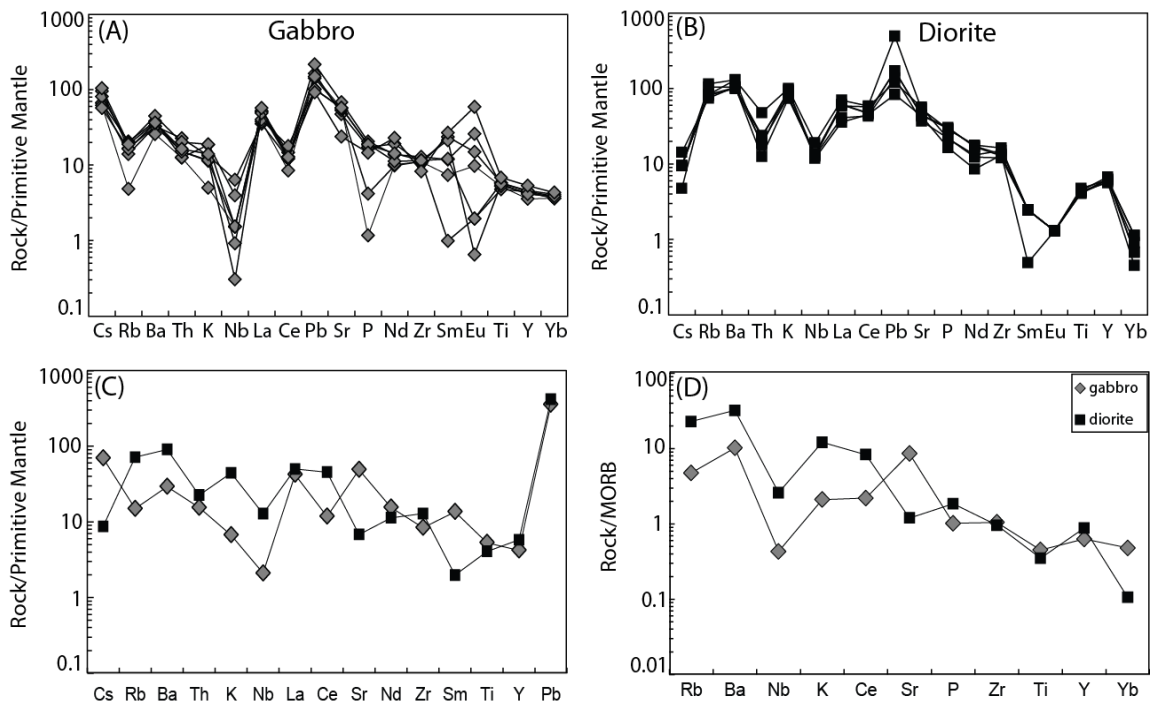 (A) Gabbro
Rock/Primitive Mantle
1000
100
10
1
0.1
Cs Rb Ba Th K Nb La Ce Pb Sr P Nd Zr Sm Eu Ti Y Yb
(B) Diorite
Rock/Primitive Mantle
1000
100
10
1
0.1
Cs Rb Ba Th K Nb La Ce Pb Sr P Nd Zr Sm Eu Ti Y Yb
(C)
Rock/Primitive Mantle
1000
100
10
1
0.1
Cs Rb Ba Th K Nb La Ce Sr Nd Zr Sm Ti Y Pb
(D)
gabbro
diorite
Rock/MORB
100
10
1
0.1
0.01
Rb Ba Nb K Ce Sr P Zr Ti Y Yb